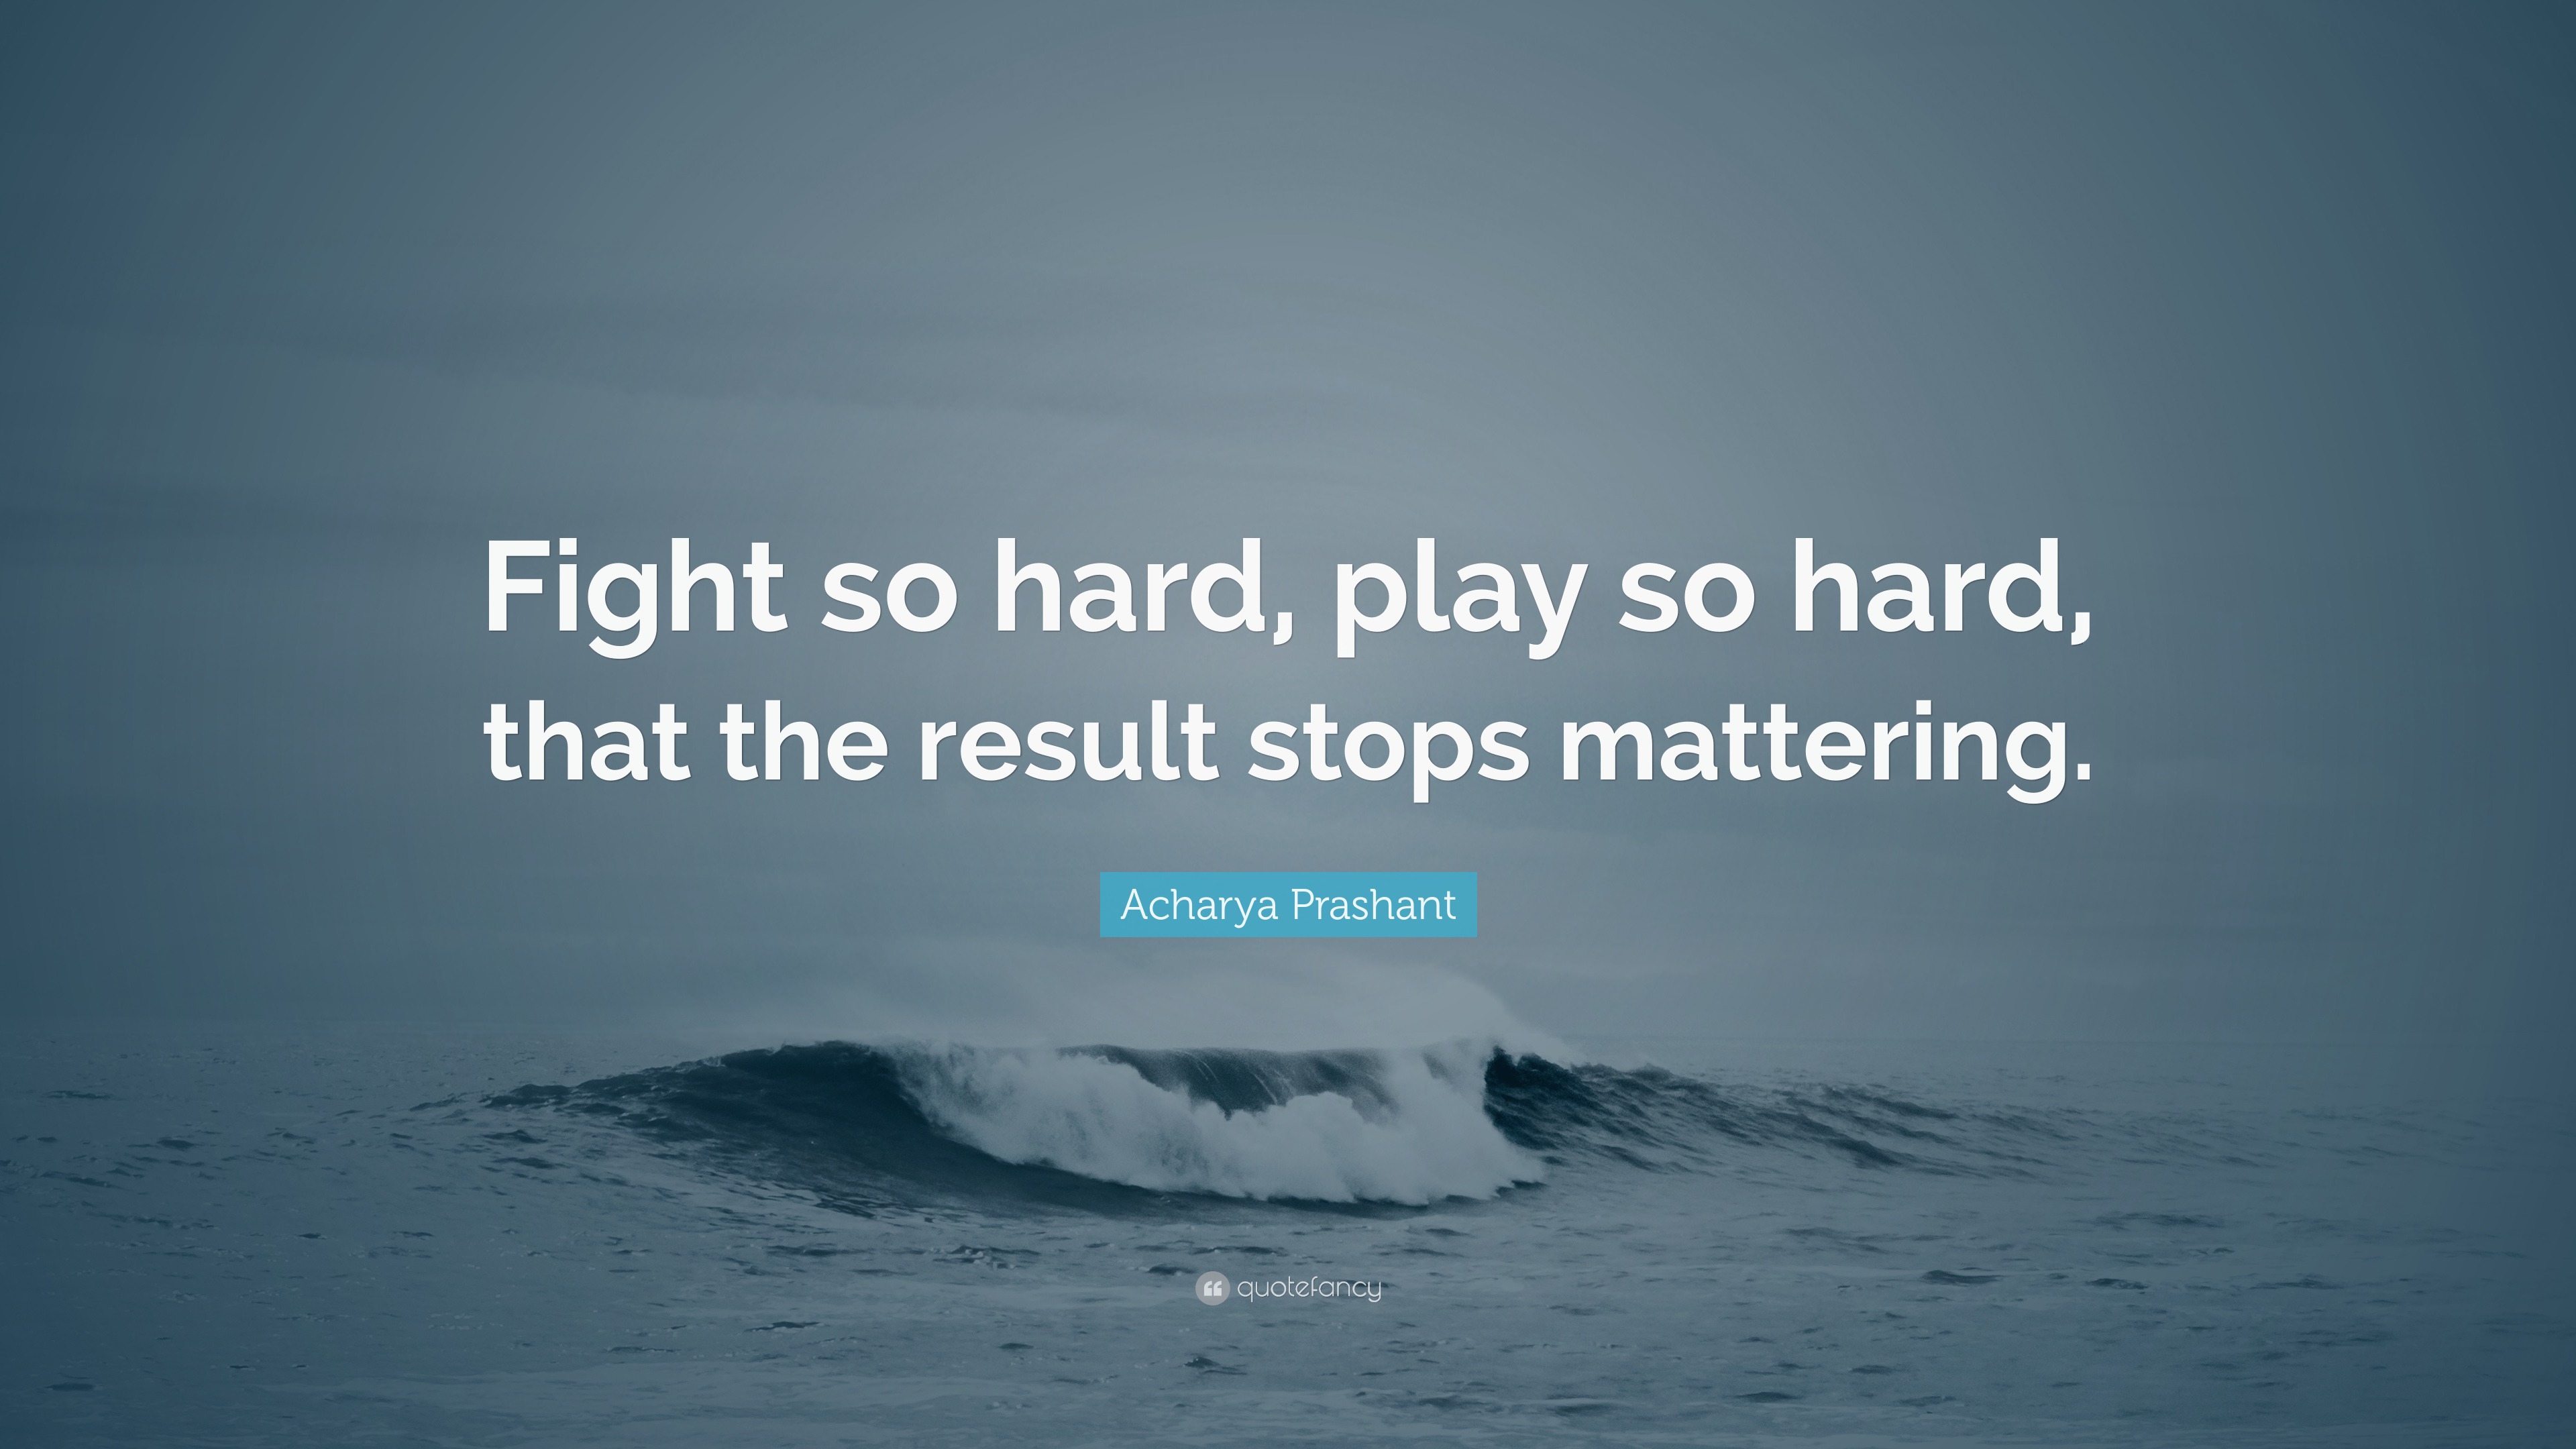 Fight so hard, play so hard,
that the result stops mattering.
Acharya Prashant
quotefancy